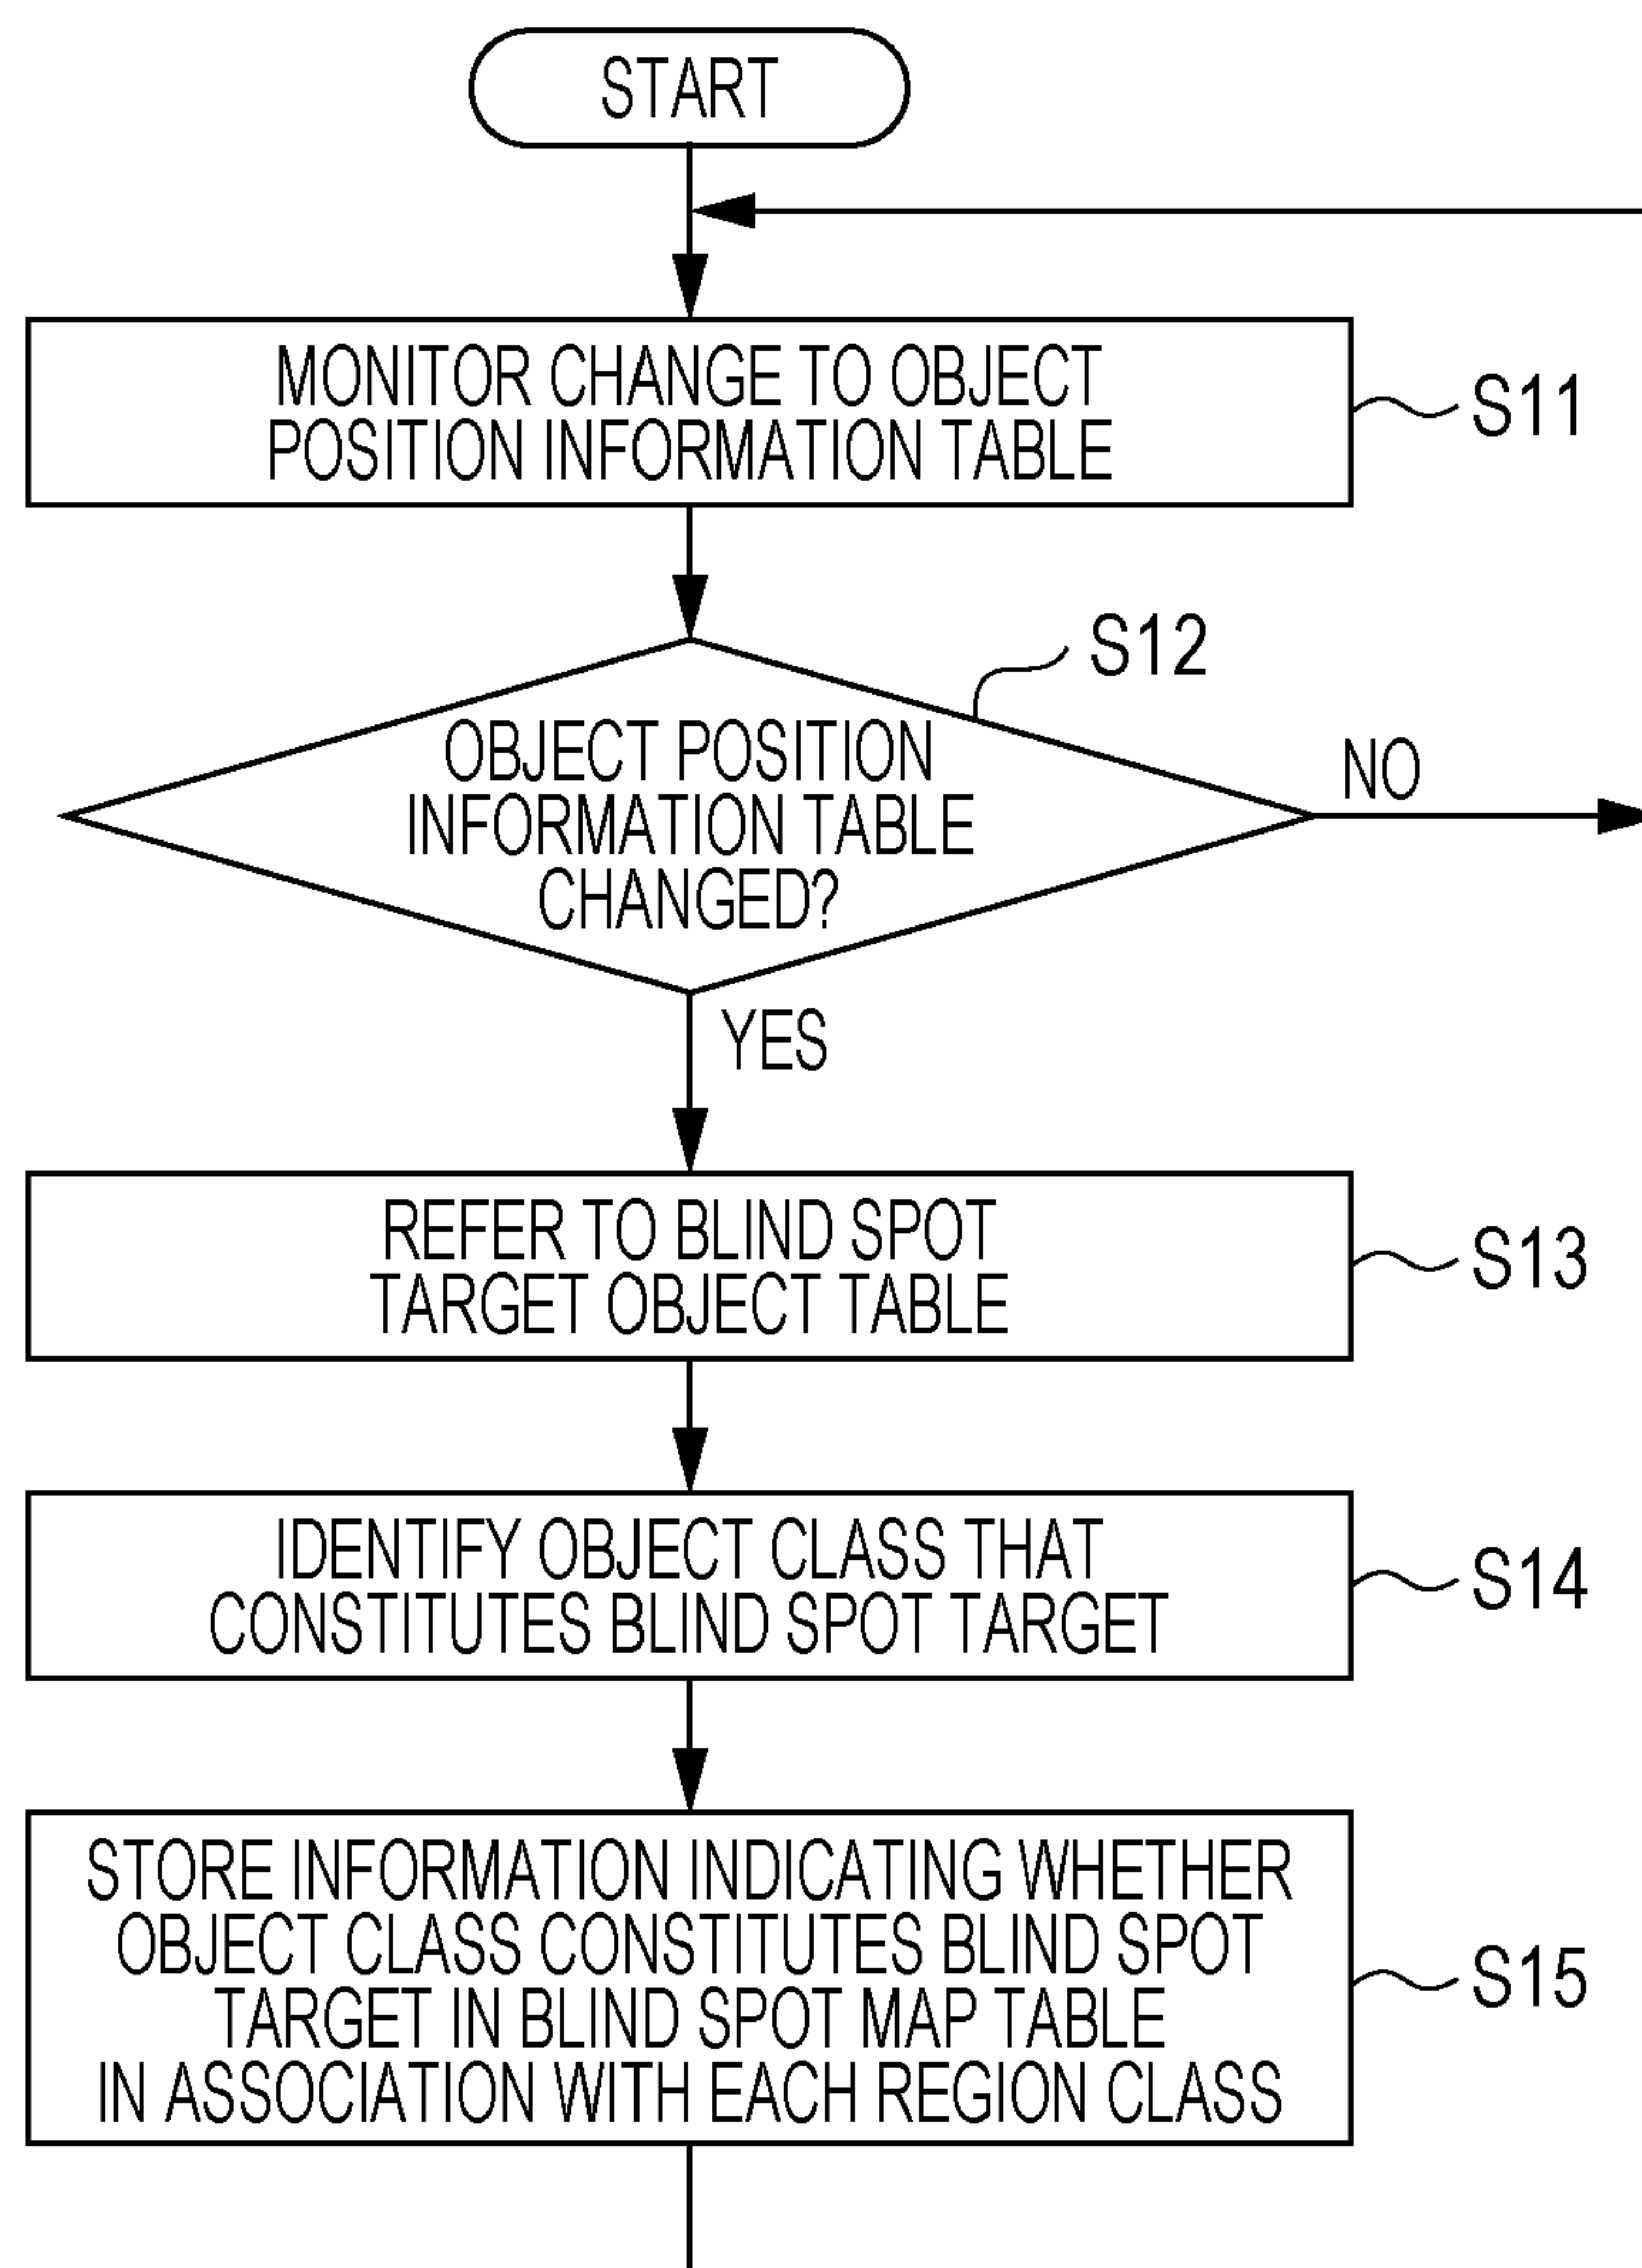 START
MONITOR CHANGE TO OBJECT
POSITION INFORMATION TABLE
S11
S12
OBJECT POSITION
INFORMATION TABLE
CHANGED?
NO
YES
REFER TO BLIND SPOT
TARGET OBJECT TABLE
S13
IDENTIFY OBJECT CLASS THAT
CONSTITUTES BLIND SPOT TARGET
S14
STORE INFORMATION INDICATING WHETHER
OBJECT CLASS CONSTITUTES BLIND SPOT
TARGET IN BLIND SPOT MAP TABLE
IN ASSOCIATION WITH EACH REGION CLASS
S15